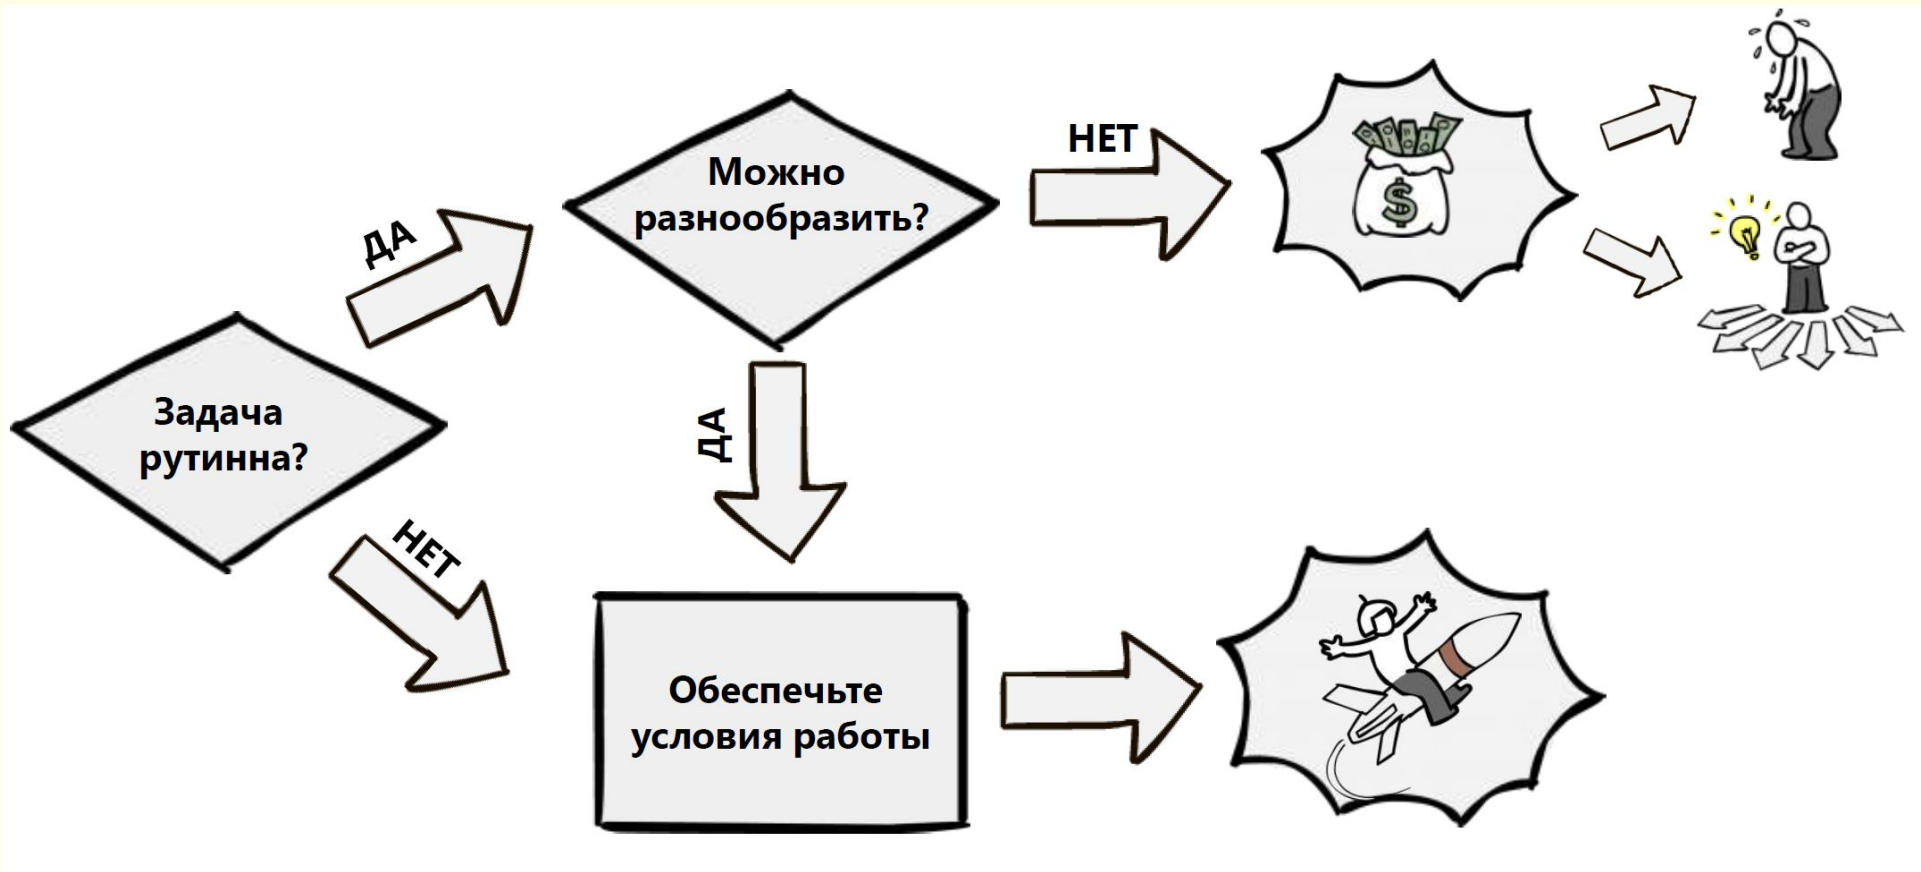 Задача
рутинна?
ДА
Можно
разнообразить?
НЕТ
$
ДА
НЕТ
Обеспечьте
условия работы